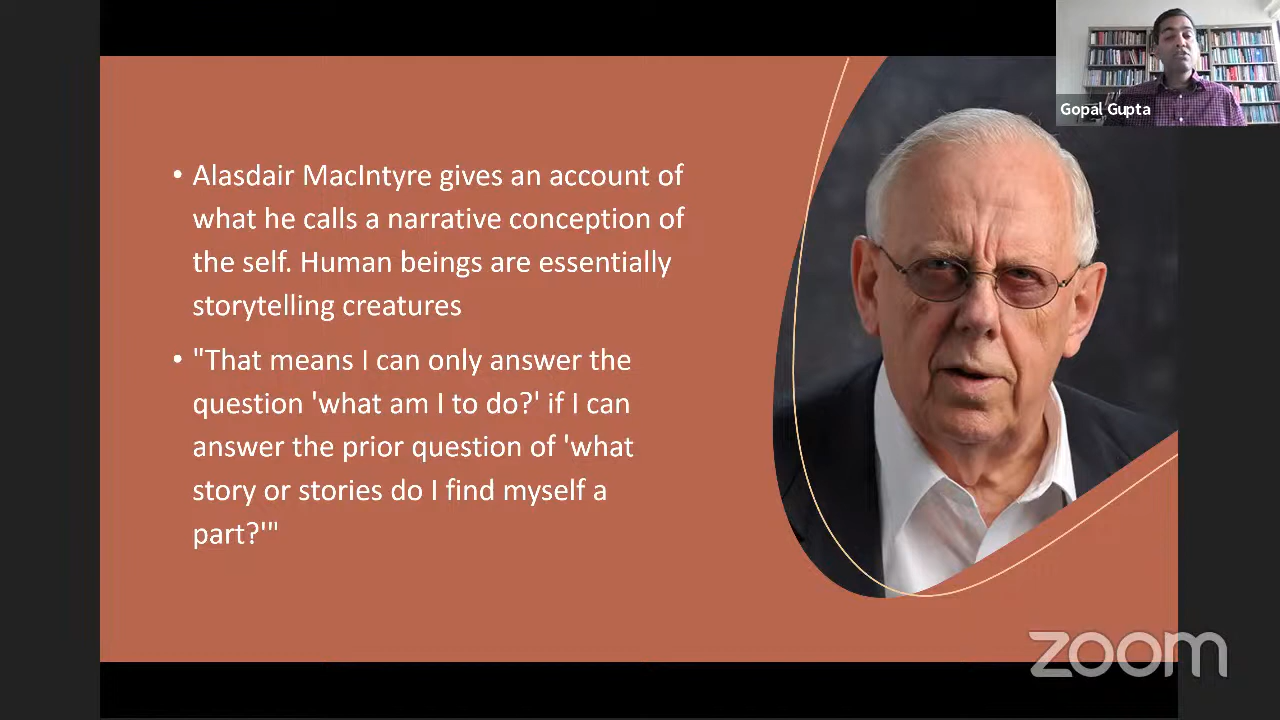 • Alasdair MacIntyre gives an account of
what he calls a narrative conception of
the self. Human beings are essentially
storytelling creatures
• "That means I can only answer the
question 'what am I to do?' if I can
answer the prior question of 'what
story or stories do I find myself a
part?'"
Gopal Gupta
zoom